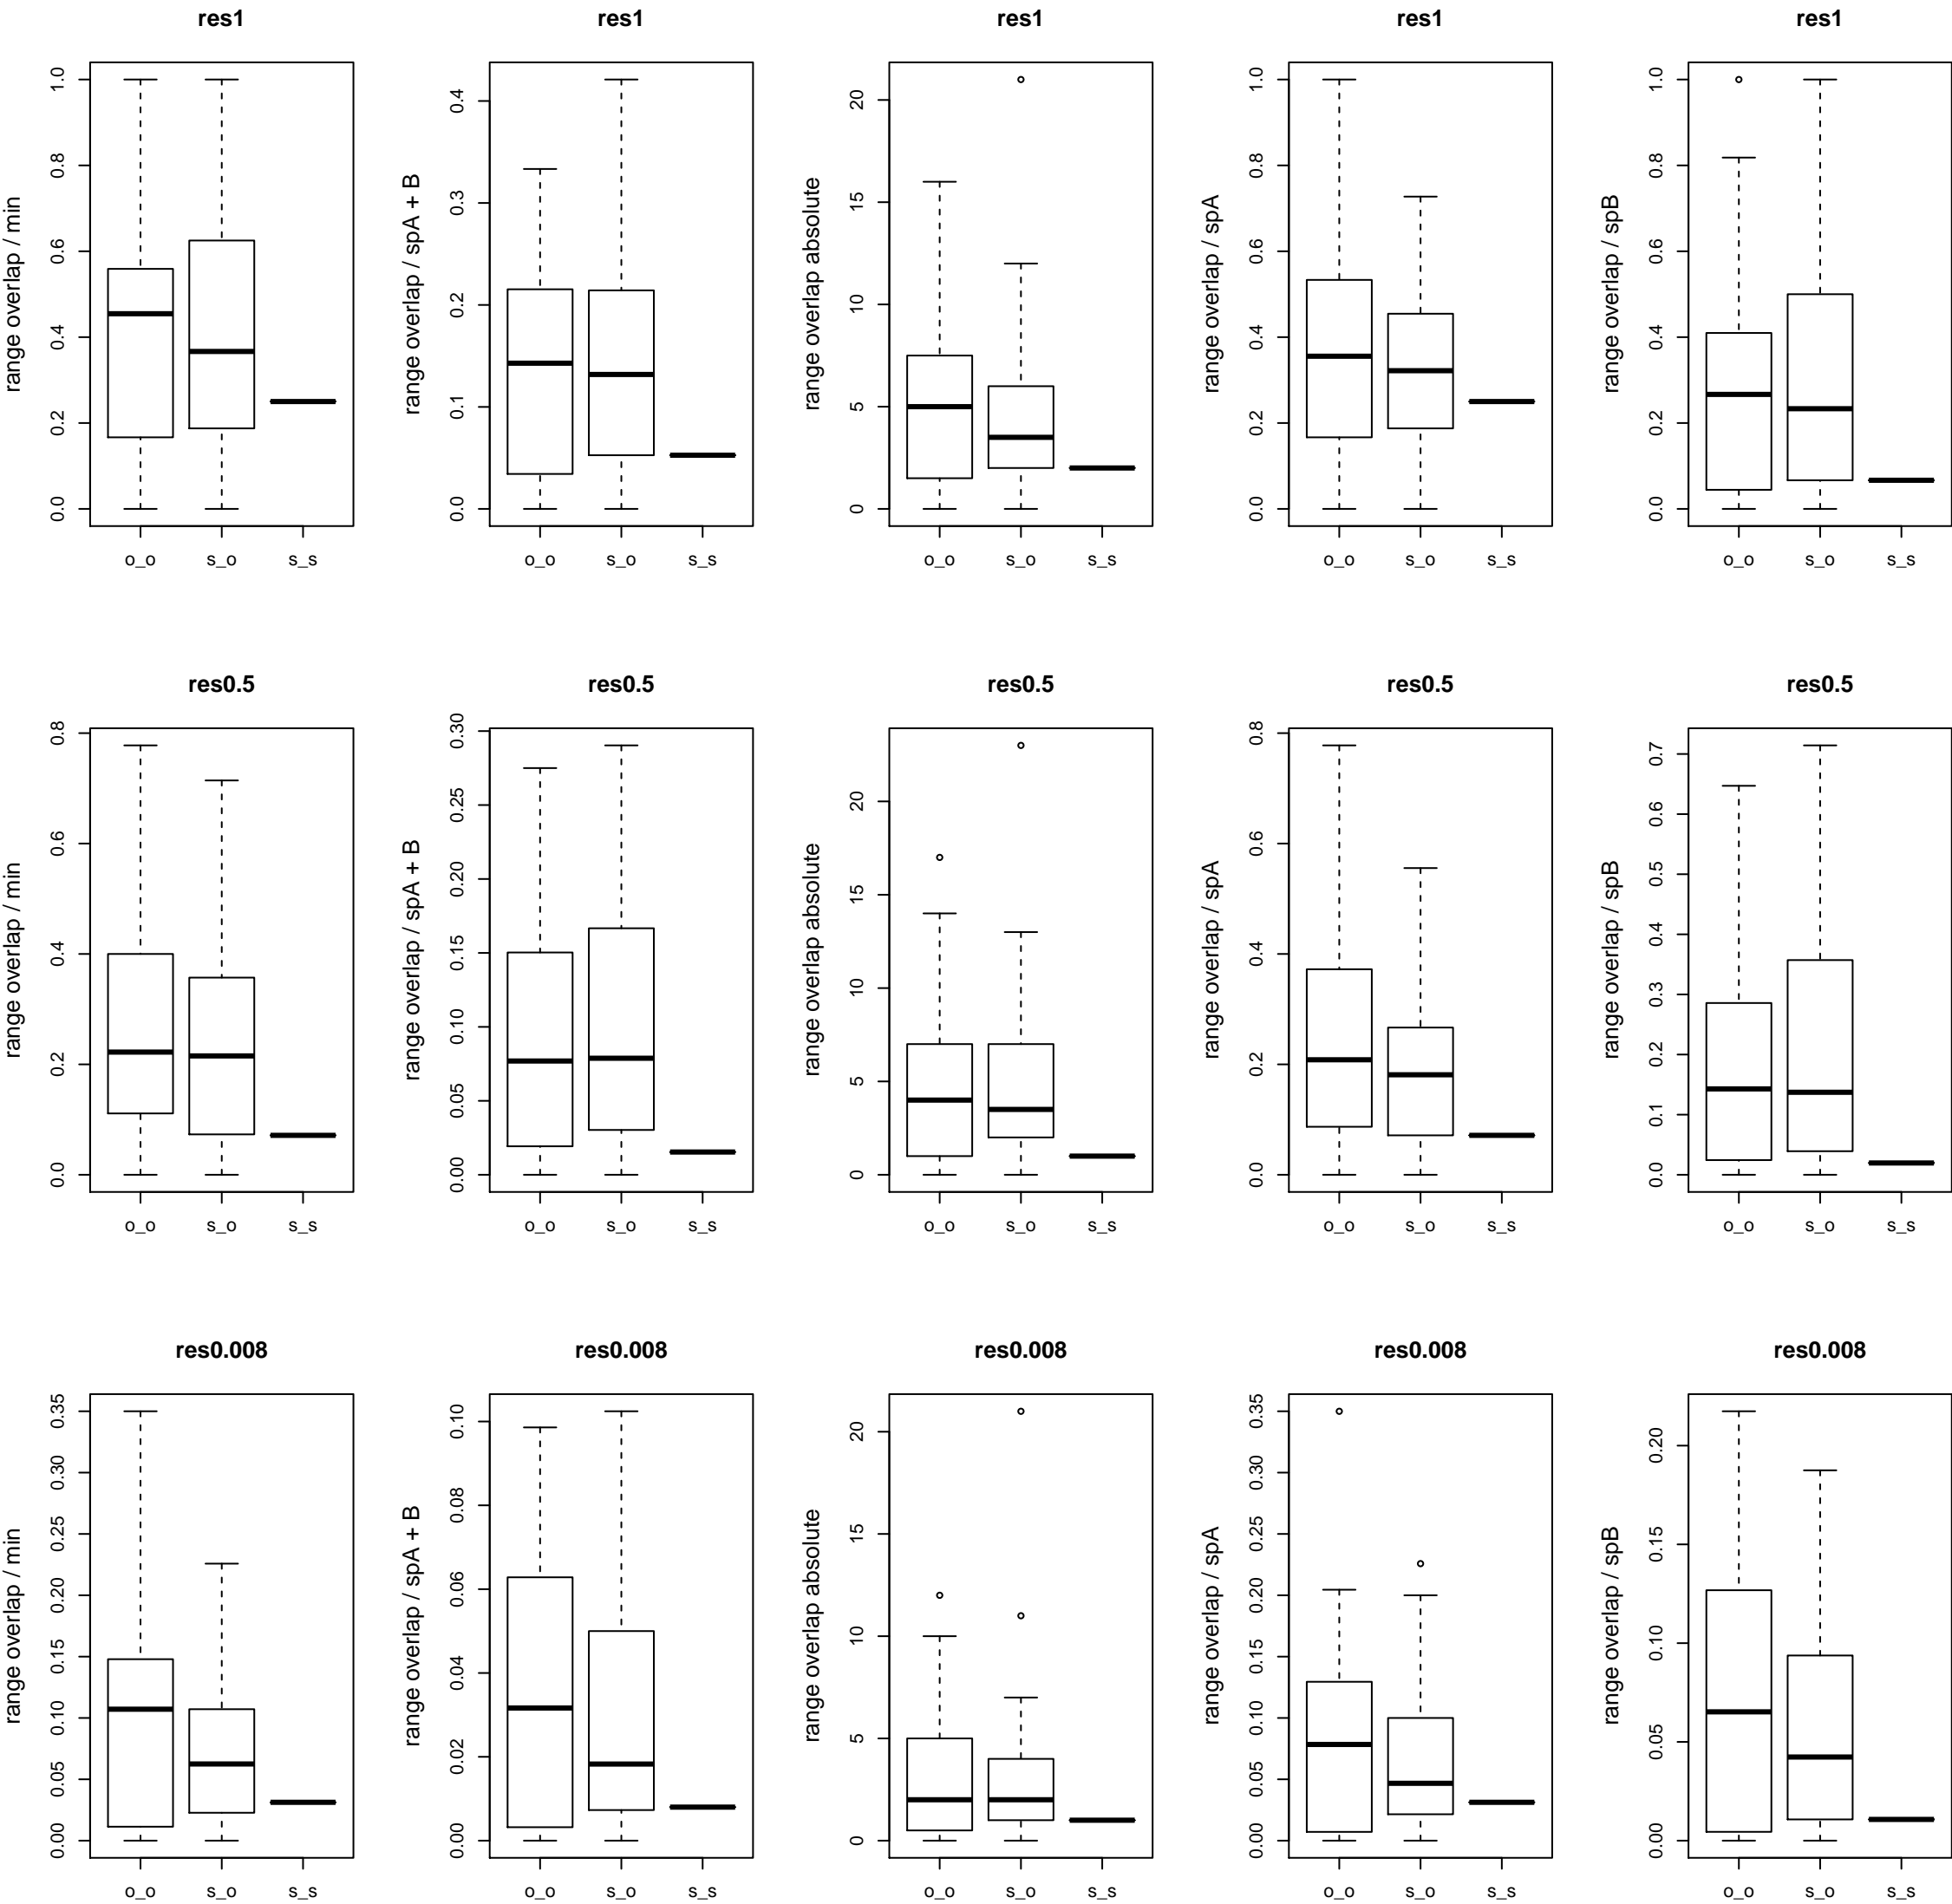 res1
res1
res1
res1
res1
range overlap / min
0.0 0.2 0.4 0.6 0.8 1.0
o_o s_o s_s
range overlap / spA + B
0.0 0.1 0.2 0.3 0.4
o_o s_o s_s
range overlap absolute
0 5 10 15 20
o_o s_o s_s
range overlap / spA
0.0 0.2 0.4 0.6 0.8 1.0
o_o s_o s_s
range overlap / spB
0.0 0.2 0.4 0.6 0.8 1.0
o_o s_o s_s
res0.5
res0.5
res0.5
res0.5
res0.5
range overlap / min
0.0 0.2 0.4 0.6 0.8
o_o s_o s_s
range overlap / spA + B
0.00 0.05 0.10 0.15 0.20 0.25 0.30
o_o s_o s_s
range overlap absolute
0 5 10 15 20
o_o s_o s_s
range overlap / spA
0.0 0.2 0.4 0.6 0.8
o_o s_o s_s
range overlap / spB
0.0 0.1 0.2 0.3 0.4 0.5 0.6 0.7
o_o s_o s_s
res0.008
res0.008
res0.008
res0.008
res0.008
range overlap / min
0.00 0.05 0.10 0.15 0.20 0.25 0.30 0.35
o_o s_o s_s
range overlap / spA + B
0.00 0.02 0.04 0.06 0.08 0.10
o_o s_o s_s
range overlap absolute
0 5 10 15 20
o_o s_o s_s
range overlap / spA
0.00 0.05 0.10 0.15 0.20 0.25 0.30 0.35
o_o s_o s_s
range overlap / spB
0.00 0.05 0.10 0.15 0.20
o_o s_o s_s